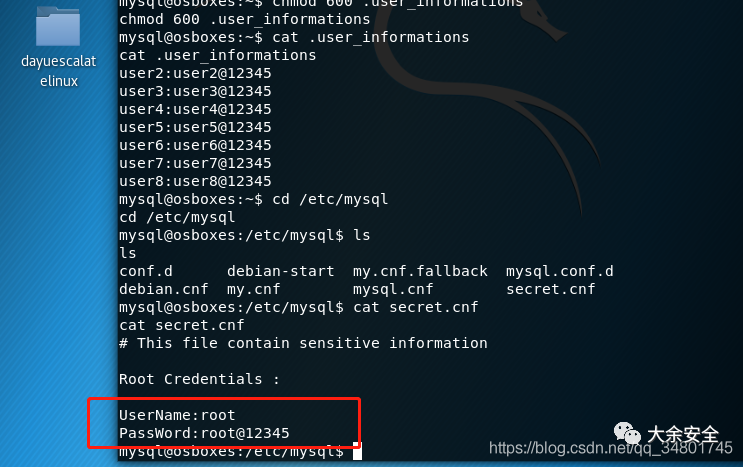 dayuescalat
elinux
mysql@osboxes:~$ chmod 600 .user_informations
chmod 600 .user_informations
mysql@osboxes:~$ cat .user_informations
cat .user_informations
user2:user2@12345
user3:user3@12345
user4:user4@12345
user5:user5@12345
user6:user6@12345
user7:user7@12345
user8:user8@12345
mysql@osboxes:~$ cd /etc/mysql
cd /etc/mysql
mysql@osboxes:/etc/mysql$ ls
ls
conf.d      debian-start  my.cnf.fallback  mysql.conf.d
debian.cnf  my.cnf        mysql.cnf        secret.cnf
mysql@osboxes:/etc/mysql$ cat secret.cnf
cat secret.cnf
# This file contain sensitive information
Root Credentials :
UserName:root
PassWord:root@12345
mysql@osboxes:/etc/mysql$
大余安全
https://blog.csdn.net/qq_34801745